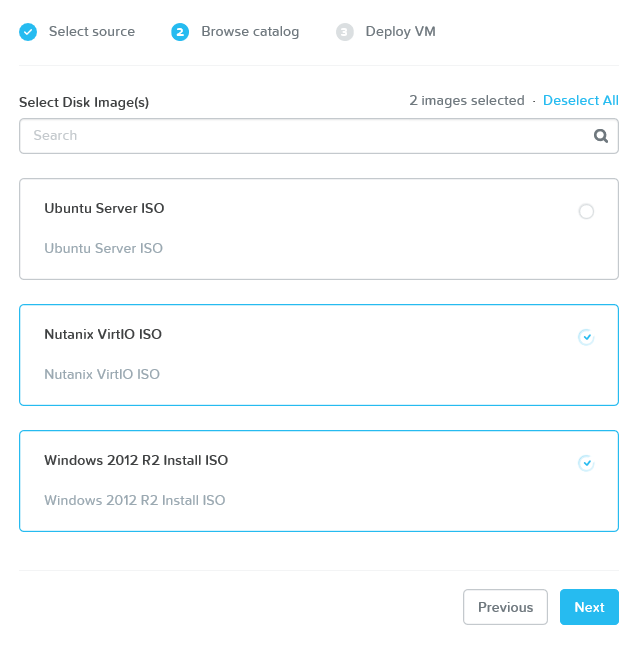 Select source 2 Browse catalog 3 Deploy VM
Select Disk Image(s) 2 images selected · Deselect All
Search
Ubuntu Server ISO
Ubuntu Server ISO
Nutanix VirtIO ISO
Nutanix VirtIO ISO
Windows 2012 R2 Install ISO
Windows 2012 R2 Install ISO
Previous Next